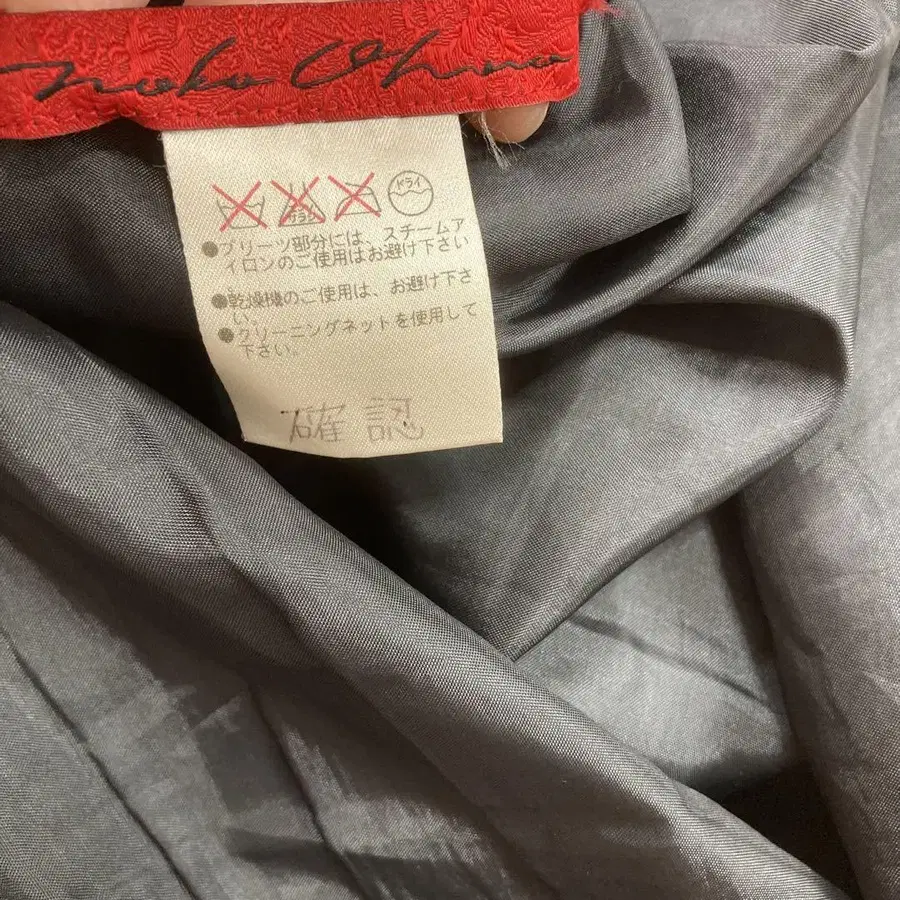 ドライ
●プリーツ部分には、スチームア
イロンのご使用はお避け下さい
●乾燥機のご使用は、お避け下さ
い。
●クリーニングネットを使用して
下さい。
確認